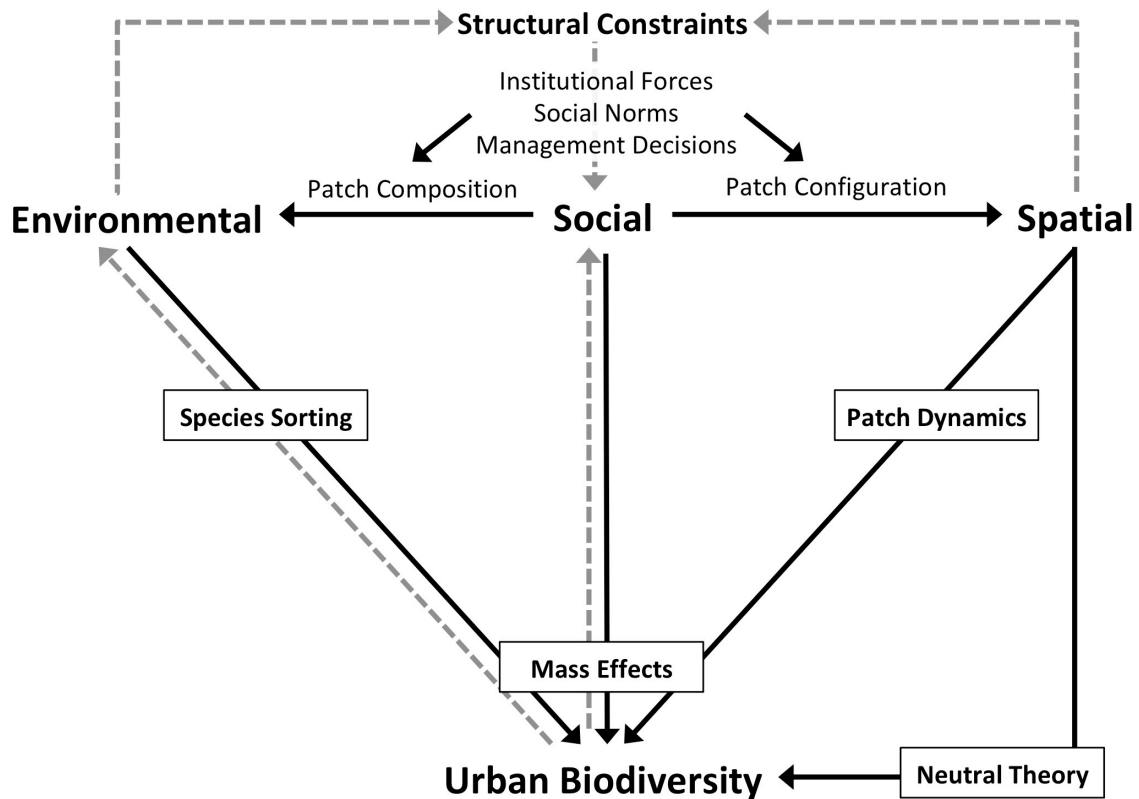 Structural Constraints
Institutional Forces
Social Norms
Management Decisions
Patch Composition
Patch Configuration
Environmental
Social
Spatial
Species Sorting
Patch Dynamics
Mass Effects
Neutral Theory
Urban Biodiversity